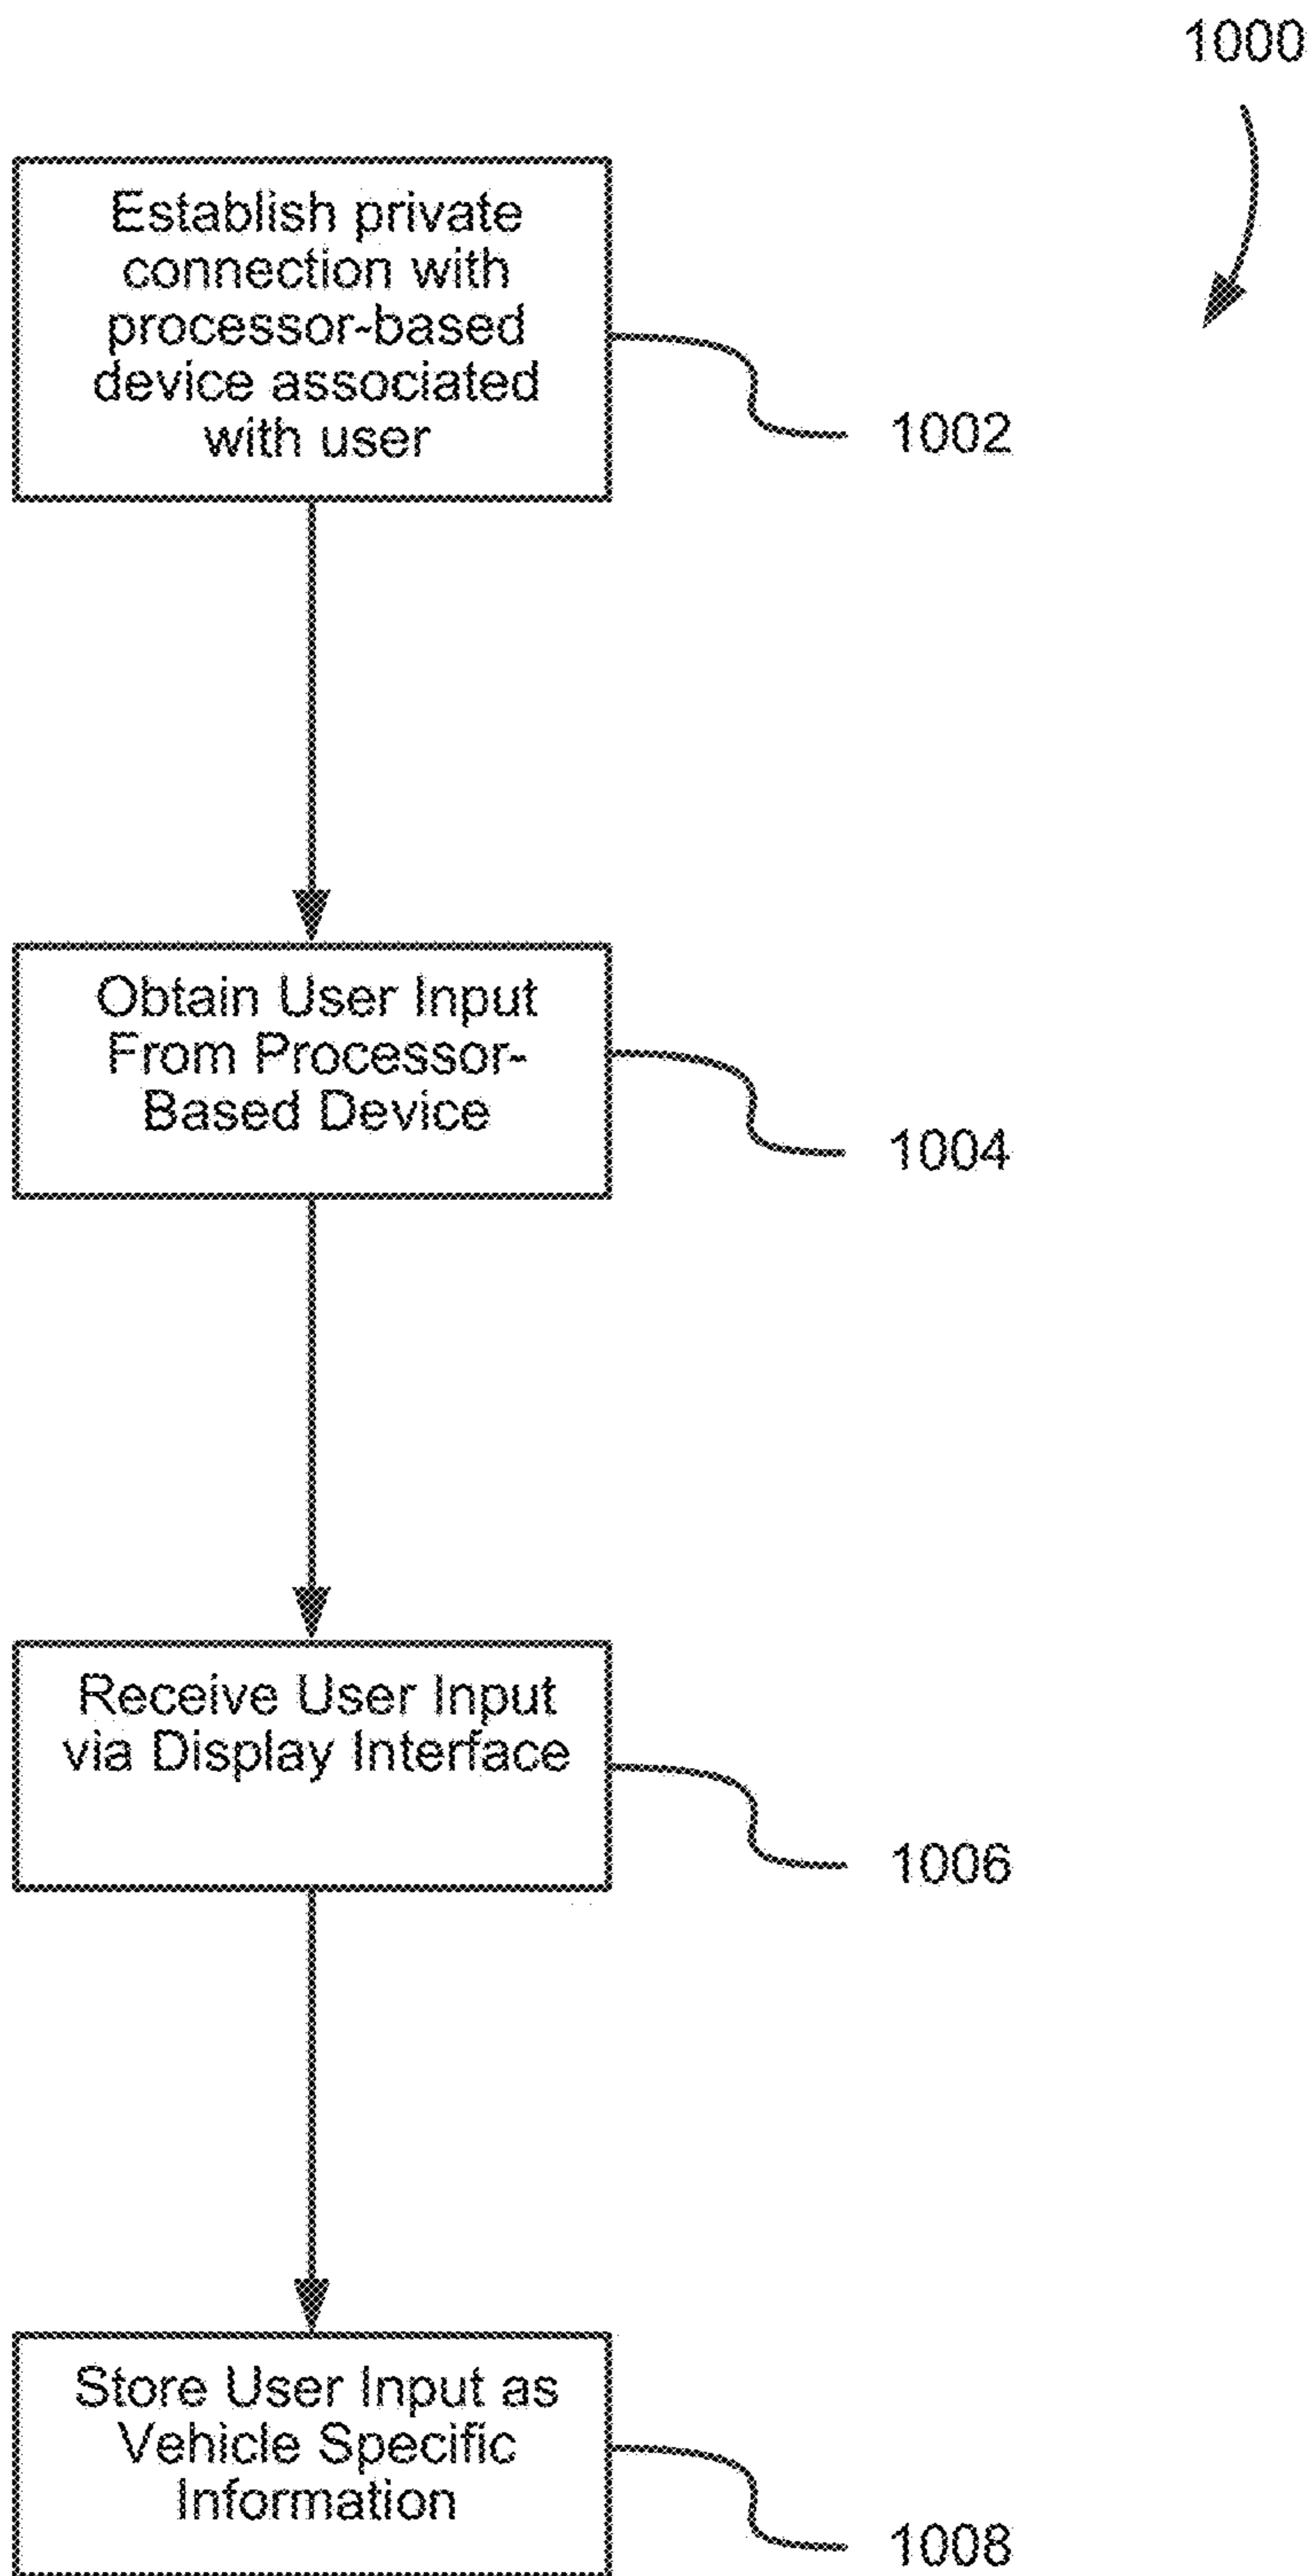 1000
Establish private
connection with
processor-based
device associated
with user
1002
Obtain User Input
From Processor-
Based Device
1004
Receive User Input
via Display Interface
1006
Store User Input as
Vehicle Specific
Information
1008